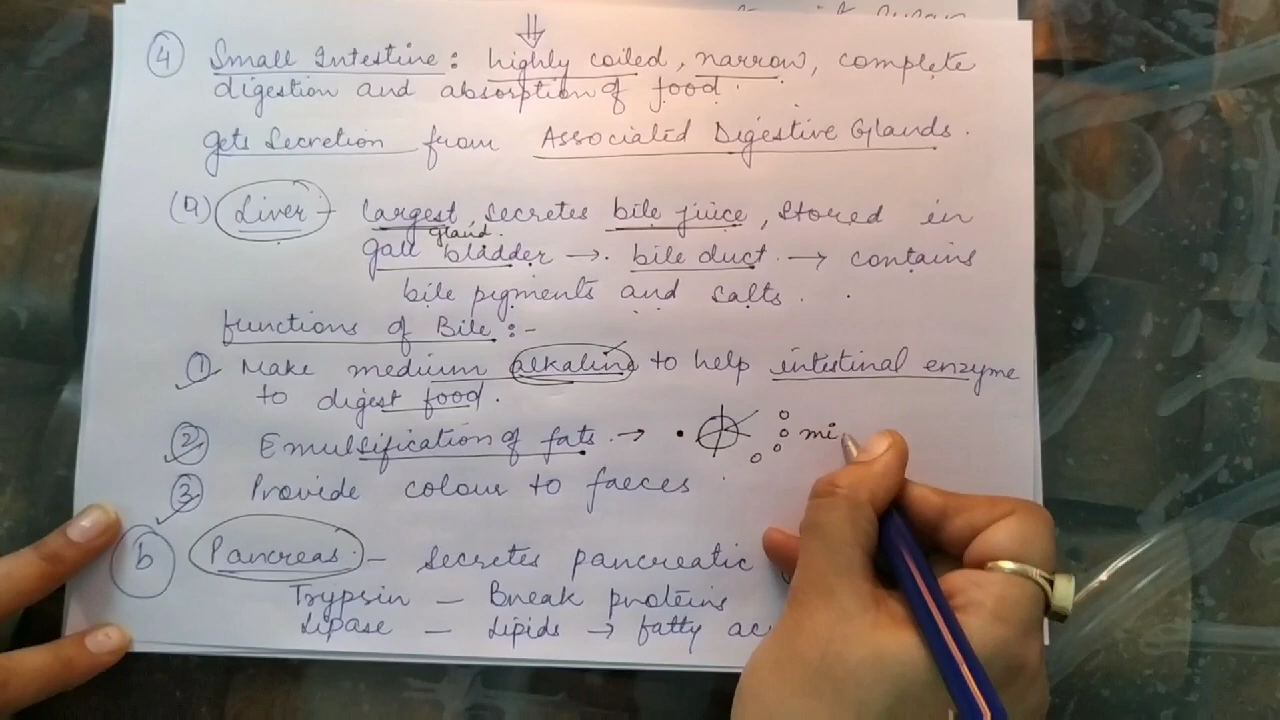 ④ Small Intestine: highly coiled, narrow, complete
digestion and absorption of food.
gets secretion from Associated Digestive Glands.
(a) Liver - largest, secretes bile juice, stored in
gland.
gall bladder →. bile duct. → contains
bile pigments and salts.
functions of Bile :-
① Make medium alkaline to help intestinal enzyme
to digest food.
② Emulsification of fats. → mi
③ Provide colour to faeces
b Pancreas. - Secretes pancreatic
Trypsin - Break proteins
Lipase - Lipids → fatty ac